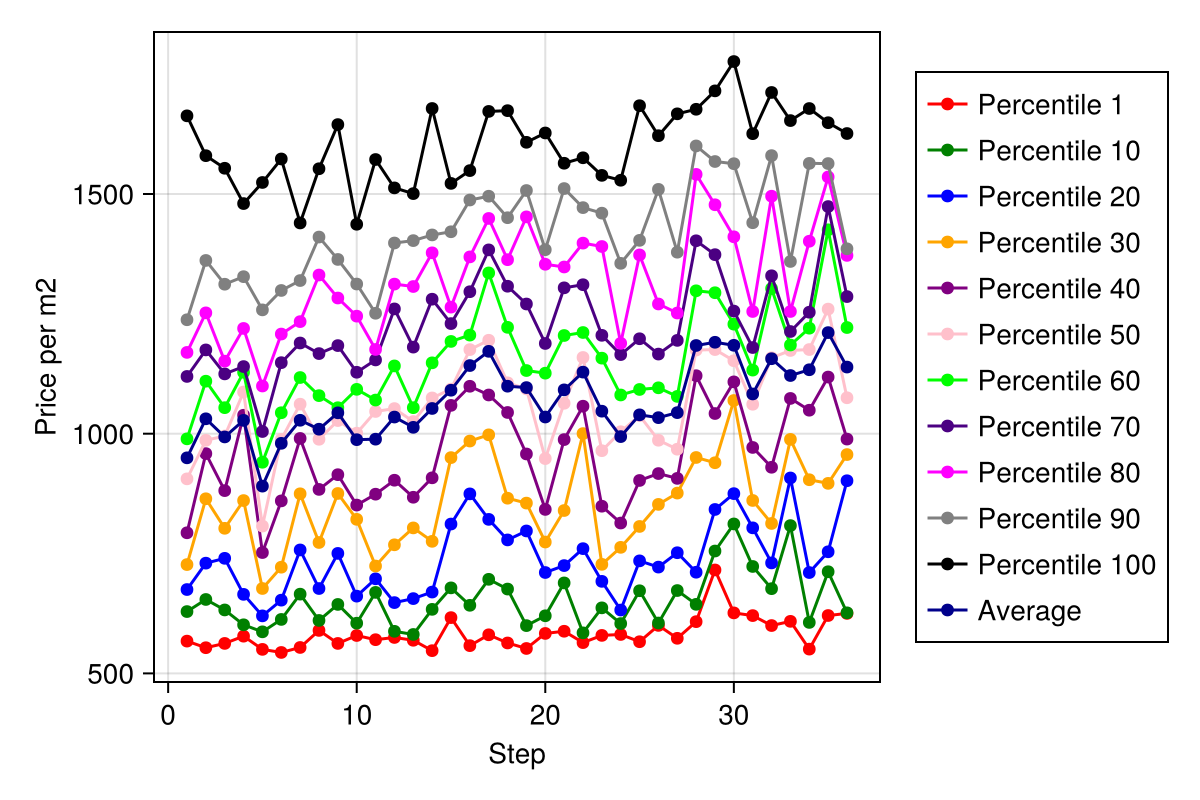 Price per m2
1500
1000
500
0
10
20
30
Step
Percentile 1
Percentile 10
Percentile 20
Percentile 30
Percentile 40
Percentile 50
Percentile 60
Percentile 70
Percentile 80
Percentile 90
Percentile 100
Average